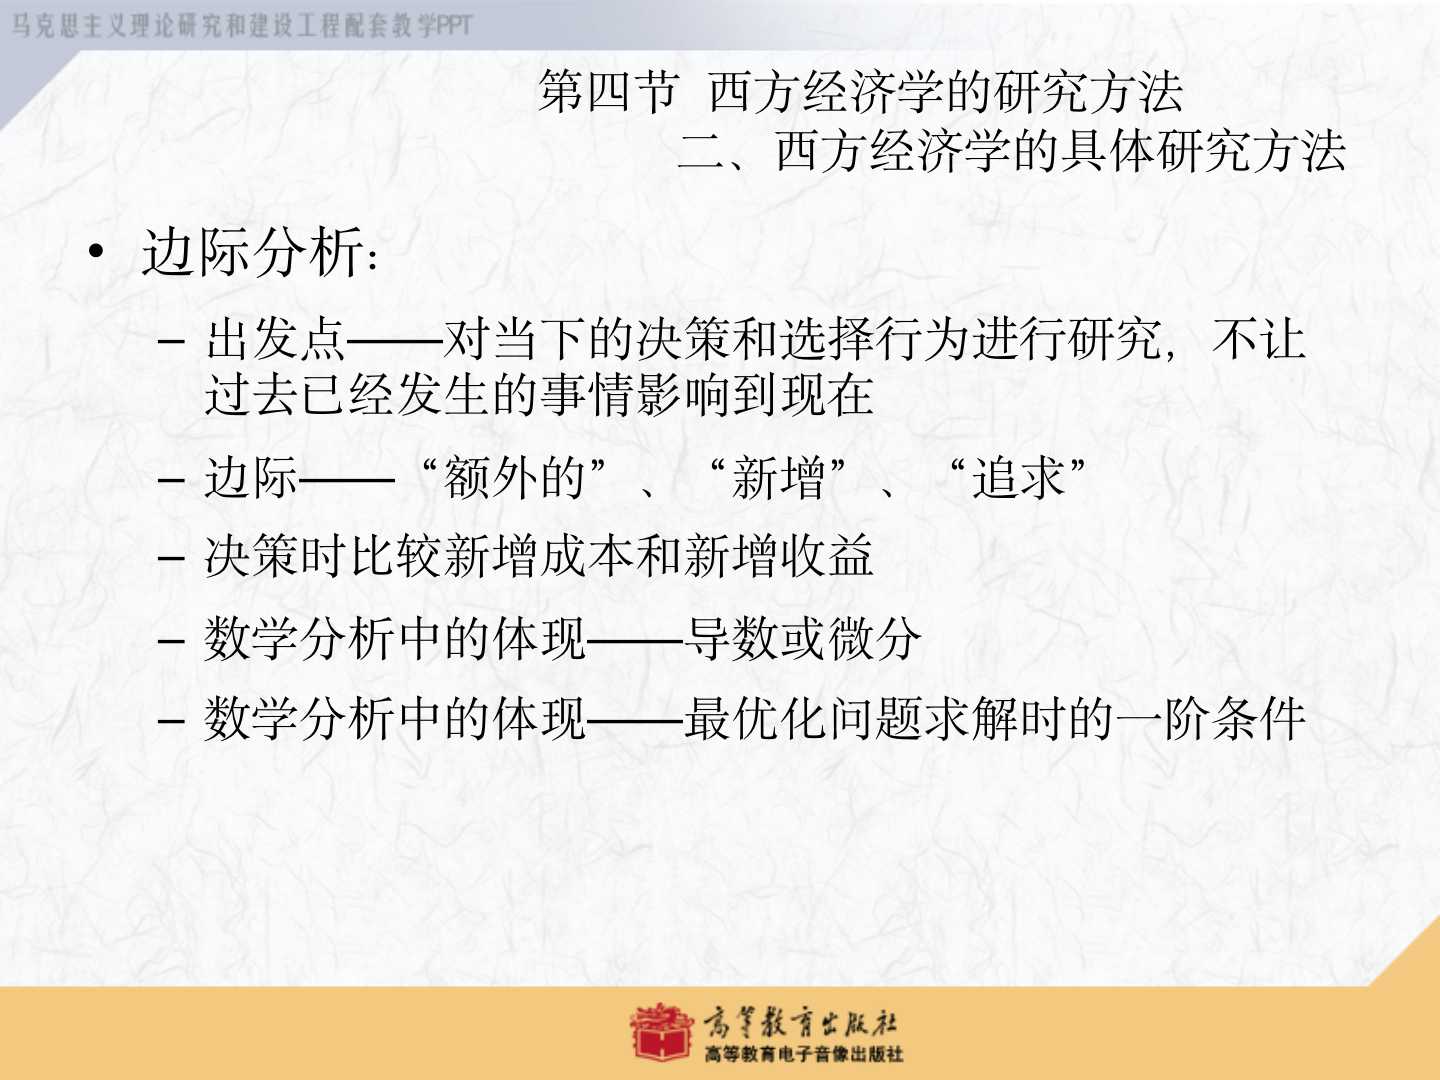 马克思主义理论研究和建设工程配套教学PPT
第四节 西方经济学的研究方法
二、西方经济学的具体研究方法
• 边际分析：
– 出发点——对当下的决策和选择行为进行研究，不让
过去已经发生的事情影响到现在
– 边际——“额外的”、“新增”、“追求”
– 决策时比较新增成本和新增收益
– 数学分析中的体现——导数或微分
– 数学分析中的体现——最优化问题求解时的一阶条件
高等教育出版社
高等教育电子音像出版社